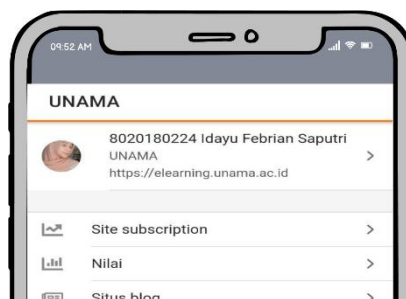 09:52 AM
UNAMA
8020180224 Idayu Febrian Saputri
UNAMA
https://elearning.unama.ac.id
Site subscription
Nilai
Situs blog